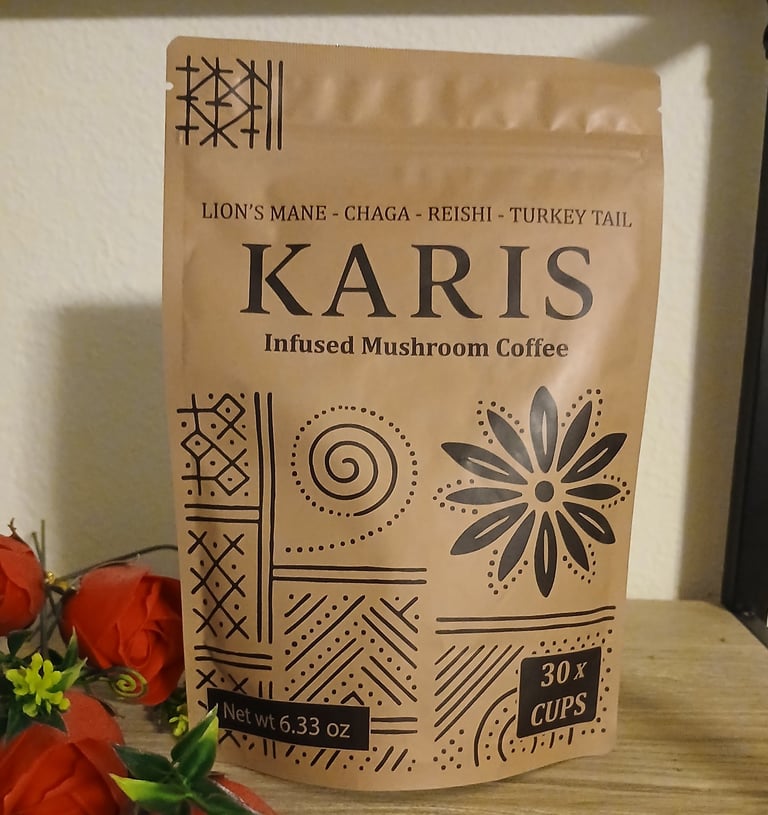 LION'S MANE - CHAGA - REISHI - TURKEY TAIL
KARIS
Infused Mushroom Coffee
30 x
CUPS
Net wt 6.33 oz